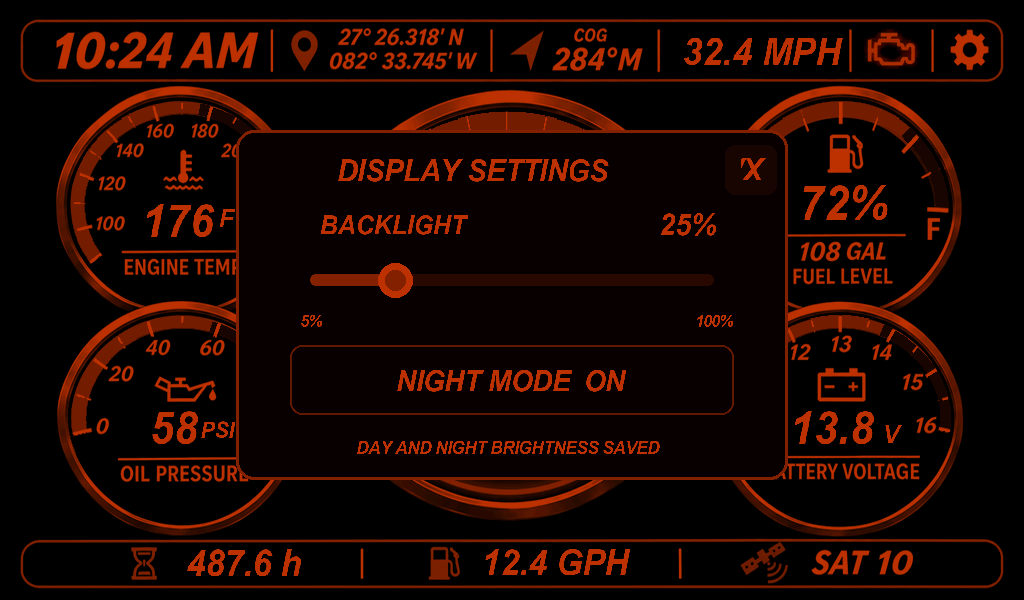 10:24 AM
27° 26.318' N
082° 33.745' W
COG
284°M
32.4 MPH
160 180
140
120
100
176 F
ENGINE TEMP
DISPLAY SETTINGS
X
BACKLIGHT 25%
5% 100%
NIGHT MODE ON
DAY AND NIGHT BRIGHTNESS SAVED
72%
F
108 GAL
FUEL LEVEL
40 60
20
0
58 PSI
OIL PRESSURE
12 13 14
15
16
13.8 V
ATTERY VOLTAGE
487.6 h
12.4 GPH
SAT 10